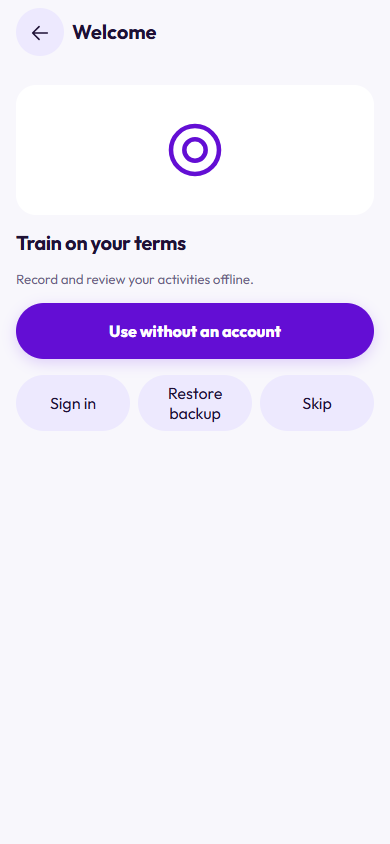 Welcome
Train on your terms
Record and review your activities offline.
Use without an account
Sign in
Restore
backup
Skip